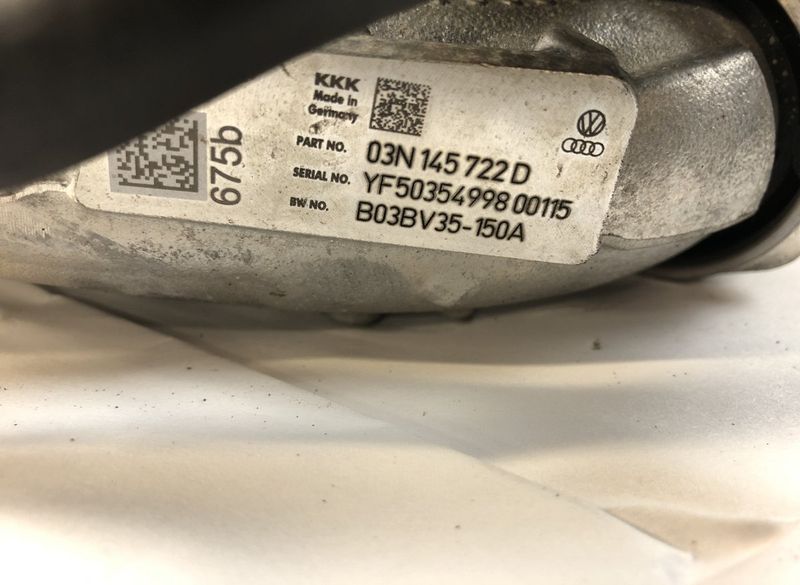 KKK
Made in
Germany
675b
PART NO. 03N 145 722 D
SERIAL NO. YF50354998 00115
BW NO. B03BV35-150A